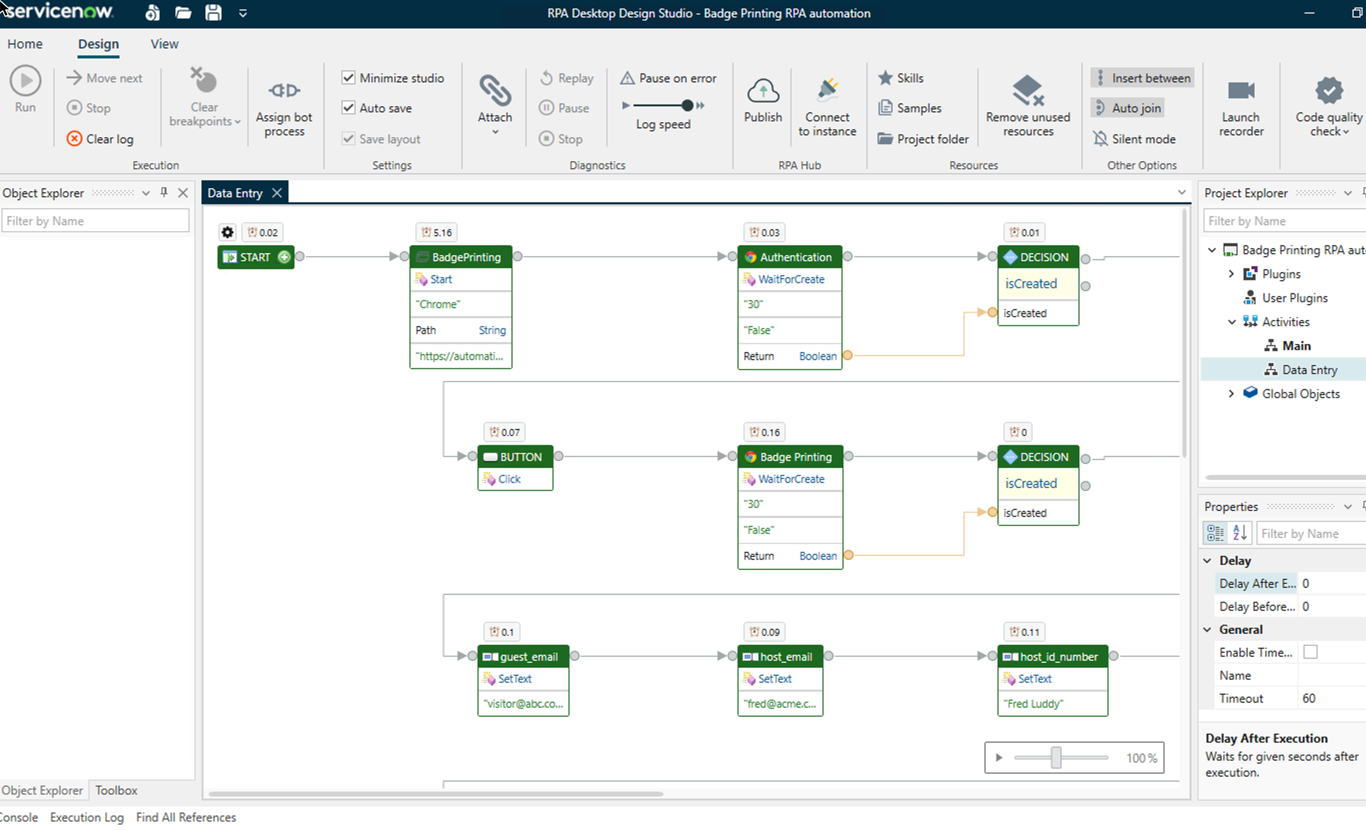 servicenow
RPA Desktop Design Studio - Badge Printing RPA automation
Home
Design
View
Run
Move next
Stop
Clear log
Clear
breakpoints
Execution
Assign bot
process
Minimize studio
Auto save
Save layout
Settings
Attach
Replay
Pause
Stop
Pause on error
Log speed
Diagnostics
Publish
Connect
to instance
RPA Hub
Skills
Samples
Project folder
Remove unused
resources
Resources
Insert between
Auto join
Silent mode
Other Options
Launch
recorder
Code quality
check
Object Explorer
Filter by Name
Data Entry
0.02
START
5.16
BadgePrinting
Start
"Chrome"
Path String
"https://automati...
0.03
Authentication
WaitForCreate
"30"
"False"
Return Boolean
0.01
DECISION
isCreated
isCreated
0.07
BUTTON
Click
0.16
Badge Printing
WaitForCreate
"30"
"False"
Return Boolean
0
DECISION
isCreated
isCreated
0.1
guest_email
SetText
"visitor@abc.co...
0.09
host_email
SetText
"fred@acme.c...
0.11
host_id_number
SetText
"Fred Luddy"
100 %
Project Explorer
Filter by Name
Badge Printing RPA aut
Plugins
User Plugins
Activities
Main
Data Entry
Global Objects
Properties
Filter by Name
Delay
Delay After E... 0
Delay Before... 0
General
Enable Time...
Name
Timeout 60
Delay After Execution
Waits for given seconds after
execution.
Object Explorer
Toolbox
Console
Execution Log
Find All References